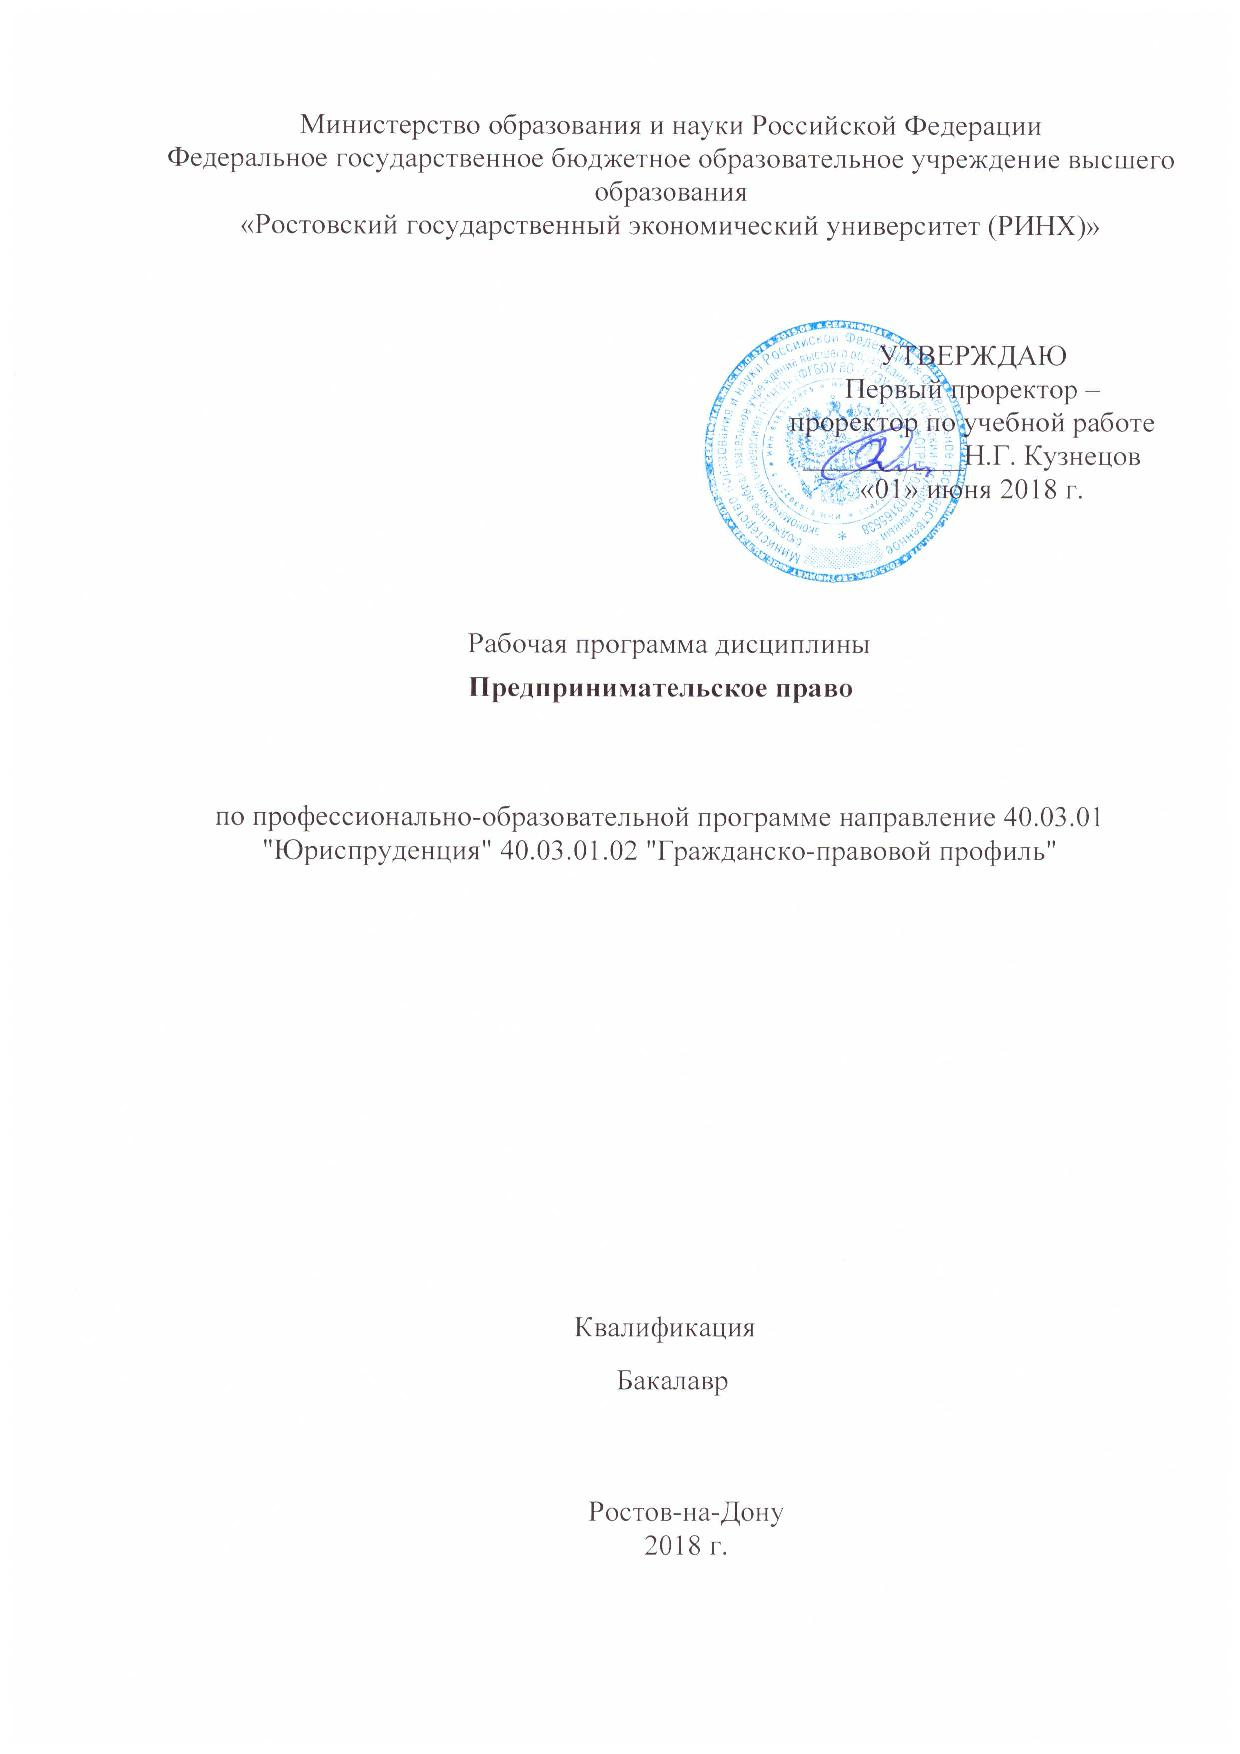 Министерство образования и науки Российской Федерации
Федеральное государственное бюджетное образовательное учреждение высшего
образования
«Ростовский государственный экономический университет (РИНХ)»
УТВЕРЖДАЮ
Первый проректор –
проректор по учебной работе
Н.Г. Кузнецов
«01» июня 2018 г.
Рабочая программа дисциплины
Предпринимательское право
по профессионально-образовательной программе направление 40.03.01
"Юриспруденция" 40.03.01.02 "Гражданско-правовой профиль"
Квалификация
Бакалавр
Ростов-на-Дону
2018 г.